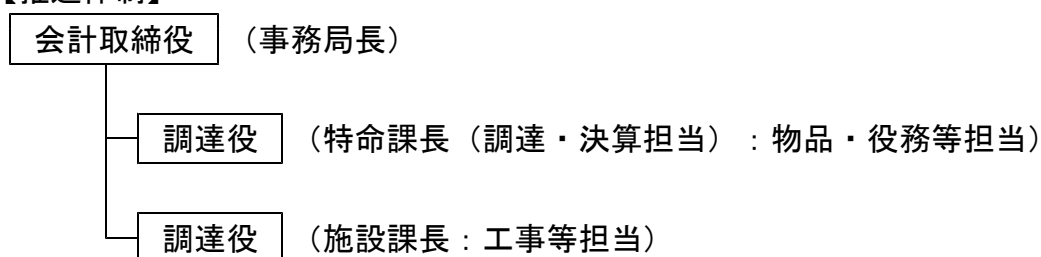 【推進体制】
会計取締役 （事務局長）
調達役 （特命課長（調達・決算担当）：物品・役務等担当）
調達役 （施設課長：工事等担当）